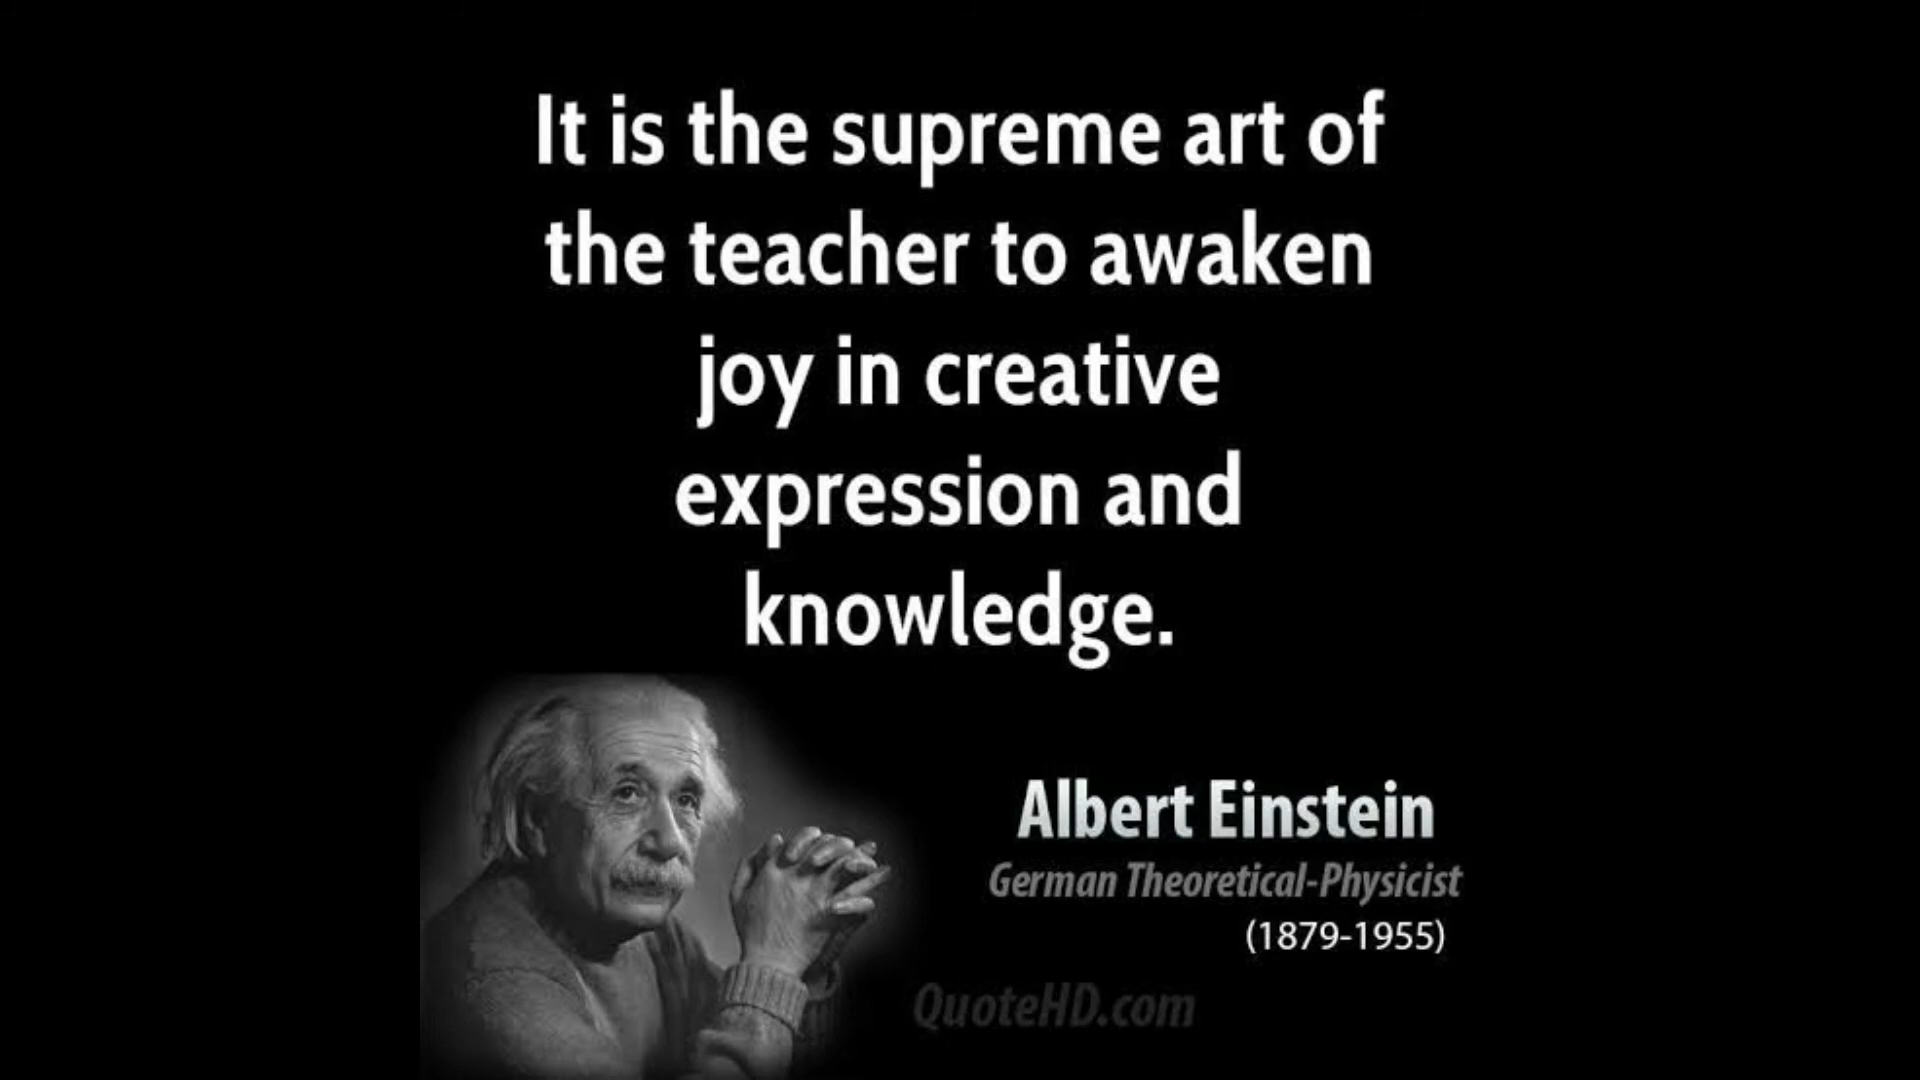 It is the supreme art of
the teacher to awaken
joy in creative
expression and
knowledge.
Albert Einstein
German Theoretical-Physicist
(1879-1955)
QuoteHD.com